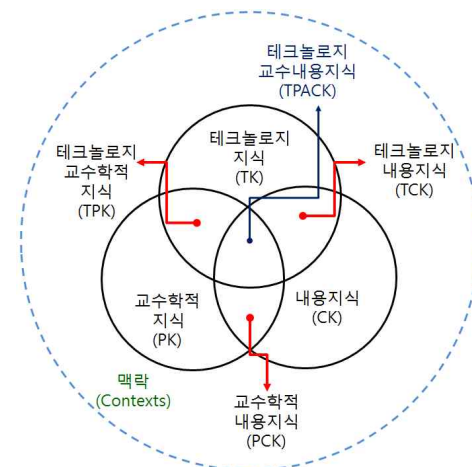 테크놀로지
교수내용지식
(TPACK)
테크놀로지
지식
(TK)
테크놀로지
교수학적
지식
(TPK)
테크놀로지
내용지식
(TCK)
교수학적
지식
(PK)
내용지식
(CK)
맥락
(Contexts)
교수학적
내용지식
(PCK)